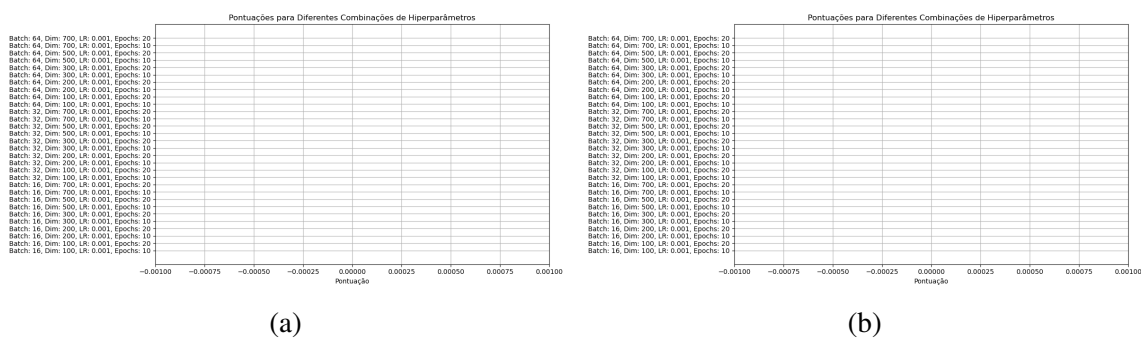 Pontuações para Diferentes Combinações de Hiperparâmetros
Batch: 64, Dim: 700, LR: 0.001, Epochs: 20
Batch: 64, Dim: 700, LR: 0.001, Epochs: 10
Batch: 64, Dim: 500, LR: 0.001, Epochs: 20
Batch: 64, Dim: 500, LR: 0.001, Epochs: 10
Batch: 64, Dim: 300, LR: 0.001, Epochs: 20
Batch: 64, Dim: 300, LR: 0.001, Epochs: 10
Batch: 64, Dim: 200, LR: 0.001, Epochs: 20
Batch: 64, Dim: 200, LR: 0.001, Epochs: 10
Batch: 64, Dim: 100, LR: 0.001, Epochs: 20
Batch: 64, Dim: 100, LR: 0.001, Epochs: 10
Batch: 32, Dim: 700, LR: 0.001, Epochs: 20
Batch: 32, Dim: 700, LR: 0.001, Epochs: 10
Batch: 32, Dim: 500, LR: 0.001, Epochs: 20
Batch: 32, Dim: 500, LR: 0.001, Epochs: 10
Batch: 32, Dim: 300, LR: 0.001, Epochs: 20
Batch: 32, Dim: 300, LR: 0.001, Epochs: 10
Batch: 32, Dim: 200, LR: 0.001, Epochs: 20
Batch: 32, Dim: 200, LR: 0.001, Epochs: 10
Batch: 32, Dim: 100, LR: 0.001, Epochs: 20
Batch: 32, Dim: 100, LR: 0.001, Epochs: 10
Batch: 16, Dim: 700, LR: 0.001, Epochs: 20
Batch: 16, Dim: 700, LR: 0.001, Epochs: 10
Batch: 16, Dim: 500, LR: 0.001, Epochs: 20
Batch: 16, Dim: 500, LR: 0.001, Epochs: 10
Batch: 16, Dim: 300, LR: 0.001, Epochs: 20
Batch: 16, Dim: 300, LR: 0.001, Epochs: 10
Batch: 16, Dim: 200, LR: 0.001, Epochs: 20
Batch: 16, Dim: 200, LR: 0.001, Epochs: 10
Batch: 16, Dim: 100, LR: 0.001, Epochs: 20
Batch: 16, Dim: 100, LR: 0.001, Epochs: 10
−0.00100 −0.00075 −0.00050 −0.00025 0.00000 0.00025 0.00050 0.00075 0.00100
Pontuação
(a)
Pontuações para Diferentes Combinações de Hiperparâmetros
Batch: 64, Dim: 700, LR: 0.001, Epochs: 20
Batch: 64, Dim: 700, LR: 0.001, Epochs: 10
Batch: 64, Dim: 500, LR: 0.001, Epochs: 20
Batch: 64, Dim: 500, LR: 0.001, Epochs: 10
Batch: 64, Dim: 300, LR: 0.001, Epochs: 20
Batch: 64, Dim: 300, LR: 0.001, Epochs: 10
Batch: 64, Dim: 200, LR: 0.001, Epochs: 20
Batch: 64, Dim: 200, LR: 0.001, Epochs: 10
Batch: 64, Dim: 100, LR: 0.001, Epochs: 20
Batch: 64, Dim: 100, LR: 0.001, Epochs: 10
Batch: 32, Dim: 700, LR: 0.001, Epochs: 20
Batch: 32, Dim: 700, LR: 0.001, Epochs: 10
Batch: 32, Dim: 500, LR: 0.001, Epochs: 20
Batch: 32, Dim: 500, LR: 0.001, Epochs: 10
Batch: 32, Dim: 300, LR: 0.001, Epochs: 20
Batch: 32, Dim: 300, LR: 0.001, Epochs: 10
Batch: 32, Dim: 200, LR: 0.001, Epochs: 20
Batch: 32, Dim: 200, LR: 0.001, Epochs: 10
Batch: 32, Dim: 100, LR: 0.001, Epochs: 20
Batch: 32, Dim: 100, LR: 0.001, Epochs: 10
Batch: 16, Dim: 700, LR: 0.001, Epochs: 20
Batch: 16, Dim: 700, LR: 0.001, Epochs: 10
Batch: 16, Dim: 500, LR: 0.001, Epochs: 20
Batch: 16, Dim: 500, LR: 0.001, Epochs: 10
Batch: 16, Dim: 300, LR: 0.001, Epochs: 20
Batch: 16, Dim: 300, LR: 0.001, Epochs: 10
Batch: 16, Dim: 200, LR: 0.001, Epochs: 20
Batch: 16, Dim: 200, LR: 0.001, Epochs: 10
Batch: 16, Dim: 100, LR: 0.001, Epochs: 20
Batch: 16, Dim: 100, LR: 0.001, Epochs: 10
−0.00100 −0.00075 −0.00050 −0.00025 0.00000 0.00025 0.00050 0.00075 0.00100
Pontuação
(b)